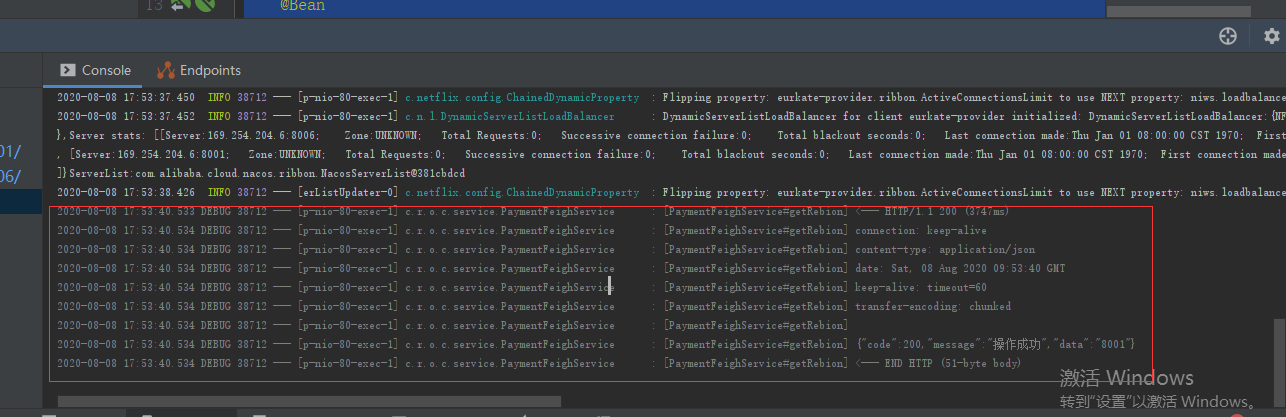 13
@Bean
Console
Endpoints
2020-08-08 17:53:37.450 INFO 38712 --- [p-nio-80-exec-1] c.netflix.config.ChainedDynamicProperty : Flipping property: eurkate-provider.ribbon.ActiveConnectionsLimit to use NEXT property: niws.loadbalance
2020-08-08 17:53:37.452 INFO 38712 --- [p-nio-80-exec-1] c.n.l.DynamicServerListLoadBalancer : DynamicServerListLoadBalancer for client eurkate-provider initialized: DynamicServerListLoadBalancer:{NF
},Server stats: [[Server:169.254.204.6:8006; Zone:UNKNOWN; Total Requests:0; Successive connection failure:0; Total blackout seconds:0; Last connection made:Thu Jan 01 08:00:00 CST 1970; First
01/
, [Server:169.254.204.6:8001; Zone:UNKNOWN; Total Requests:0; Successive connection failure:0; Total blackout seconds:0; Last connection made:Thu Jan 01 08:00:00 CST 1970; First connection made
06/
]}ServerList:com.alibaba.cloud.nacos.ribbon.NacosServerList@381cbdcd
2020-08-08 17:53:38.426 INFO 38712 --- [erListUpdater-0] c.netflix.config.ChainedDynamicProperty : Flipping property: eurkate-provider.ribbon.ActiveConnectionsLimit to use NEXT property: niws.loadbalance
2020-08-08 17:53:40.533 DEBUG 38712 --- [p-nio-80-exec-1] c.r.o.c.service.PaymentFeighService : [PaymentFeighService#getRebion] <--- HTTP/1.1 200 (3747ms)
2020-08-08 17:53:40.534 DEBUG 38712 --- [p-nio-80-exec-1] c.r.o.c.service.PaymentFeighService : [PaymentFeighService#getRebion] connection: keep-alive
2020-08-08 17:53:40.534 DEBUG 38712 --- [p-nio-80-exec-1] c.r.o.c.service.PaymentFeighService : [PaymentFeighService#getRebion] content-type: application/json
2020-08-08 17:53:40.534 DEBUG 38712 --- [p-nio-80-exec-1] c.r.o.c.service.PaymentFeighService : [PaymentFeighService#getRebion] date: Sat, 08 Aug 2020 09:53:40 GMT
2020-08-08 17:53:40.534 DEBUG 38712 --- [p-nio-80-exec-1] c.r.o.c.service.PaymentFeighService : [PaymentFeighService#getRebion] keep-alive: timeout=60
2020-08-08 17:53:40.534 DEBUG 38712 --- [p-nio-80-exec-1] c.r.o.c.service.PaymentFeighService : [PaymentFeighService#getRebion] transfer-encoding: chunked
2020-08-08 17:53:40.534 DEBUG 38712 --- [p-nio-80-exec-1] c.r.o.c.service.PaymentFeighService : [PaymentFeighService#getRebion]
2020-08-08 17:53:40.534 DEBUG 38712 --- [p-nio-80-exec-1] c.r.o.c.service.PaymentFeighService : [PaymentFeighService#getRebion] {"code":200,"message":"操作成功","data":"8001"}
2020-08-08 17:53:40.534 DEBUG 38712 --- [p-nio-80-exec-1] c.r.o.c.service.PaymentFeighService : [PaymentFeighService#getRebion] <--- END HTTP (51-byte body)
激活 Windows
转到"设置"以激活 Windows。